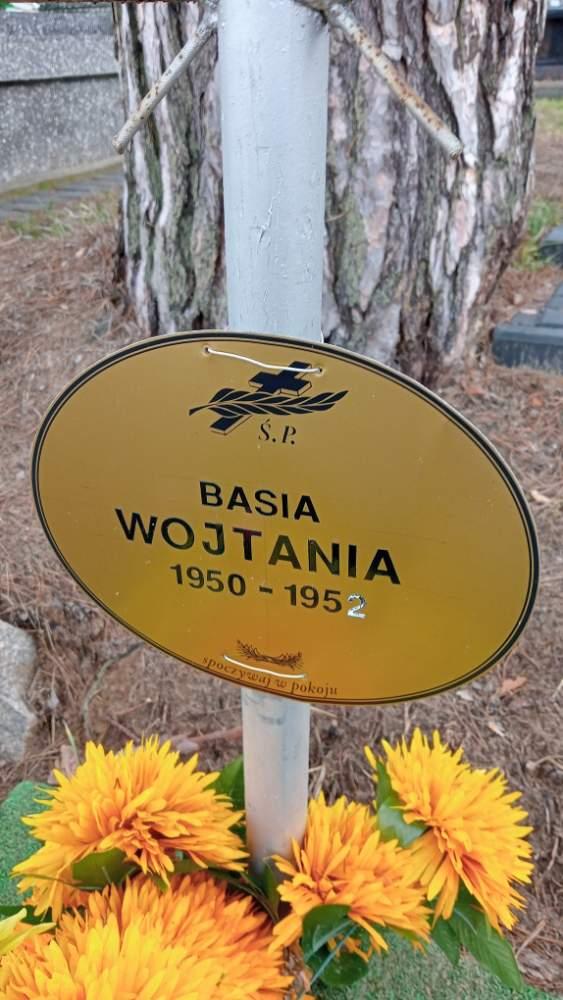 Ś. P.
BASIA
WOJTANIA
1950 - 1952
spoczywaj w pokoju